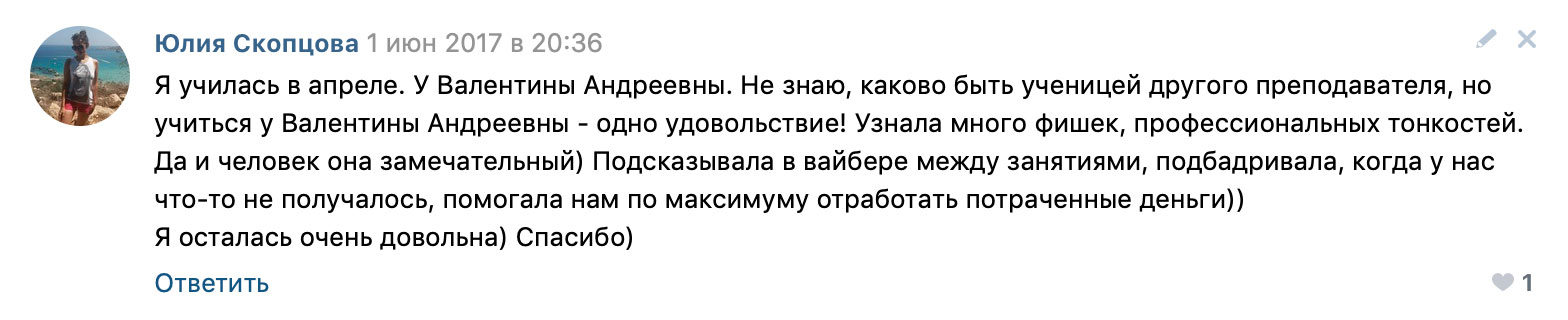 Юлия Скопцова 1 июн 2017 в 20:36
Я училась в апреле. У Валентины Андреевны. Не знаю, каково быть ученицей другого преподавателя, но
учиться у Валентины Андреевны - одно удовольствие! Узнала много фишек, профессиональных тонкостей.
Да и человек она замечательный) Подсказывала в вайбере между занятиями, подбадривала, когда у нас
что-то не получалось, помогала нам по максимуму отработать потраченные деньги))
Я осталась очень довольна) Спасибо)
Ответить 1